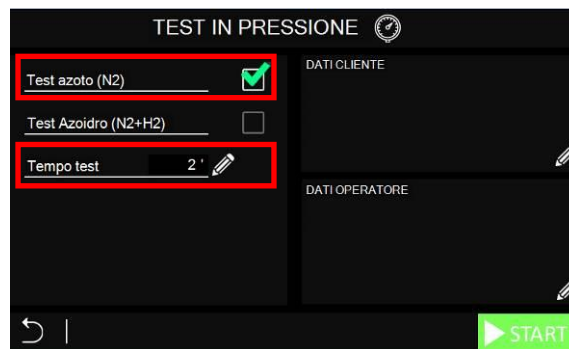 TEST IN PRESSIONE
Test azoto (N2)
Test Azoidro (N2+H2)
Tempo test 2 '
DATI CLIENTE
DATI OPERATORE
START